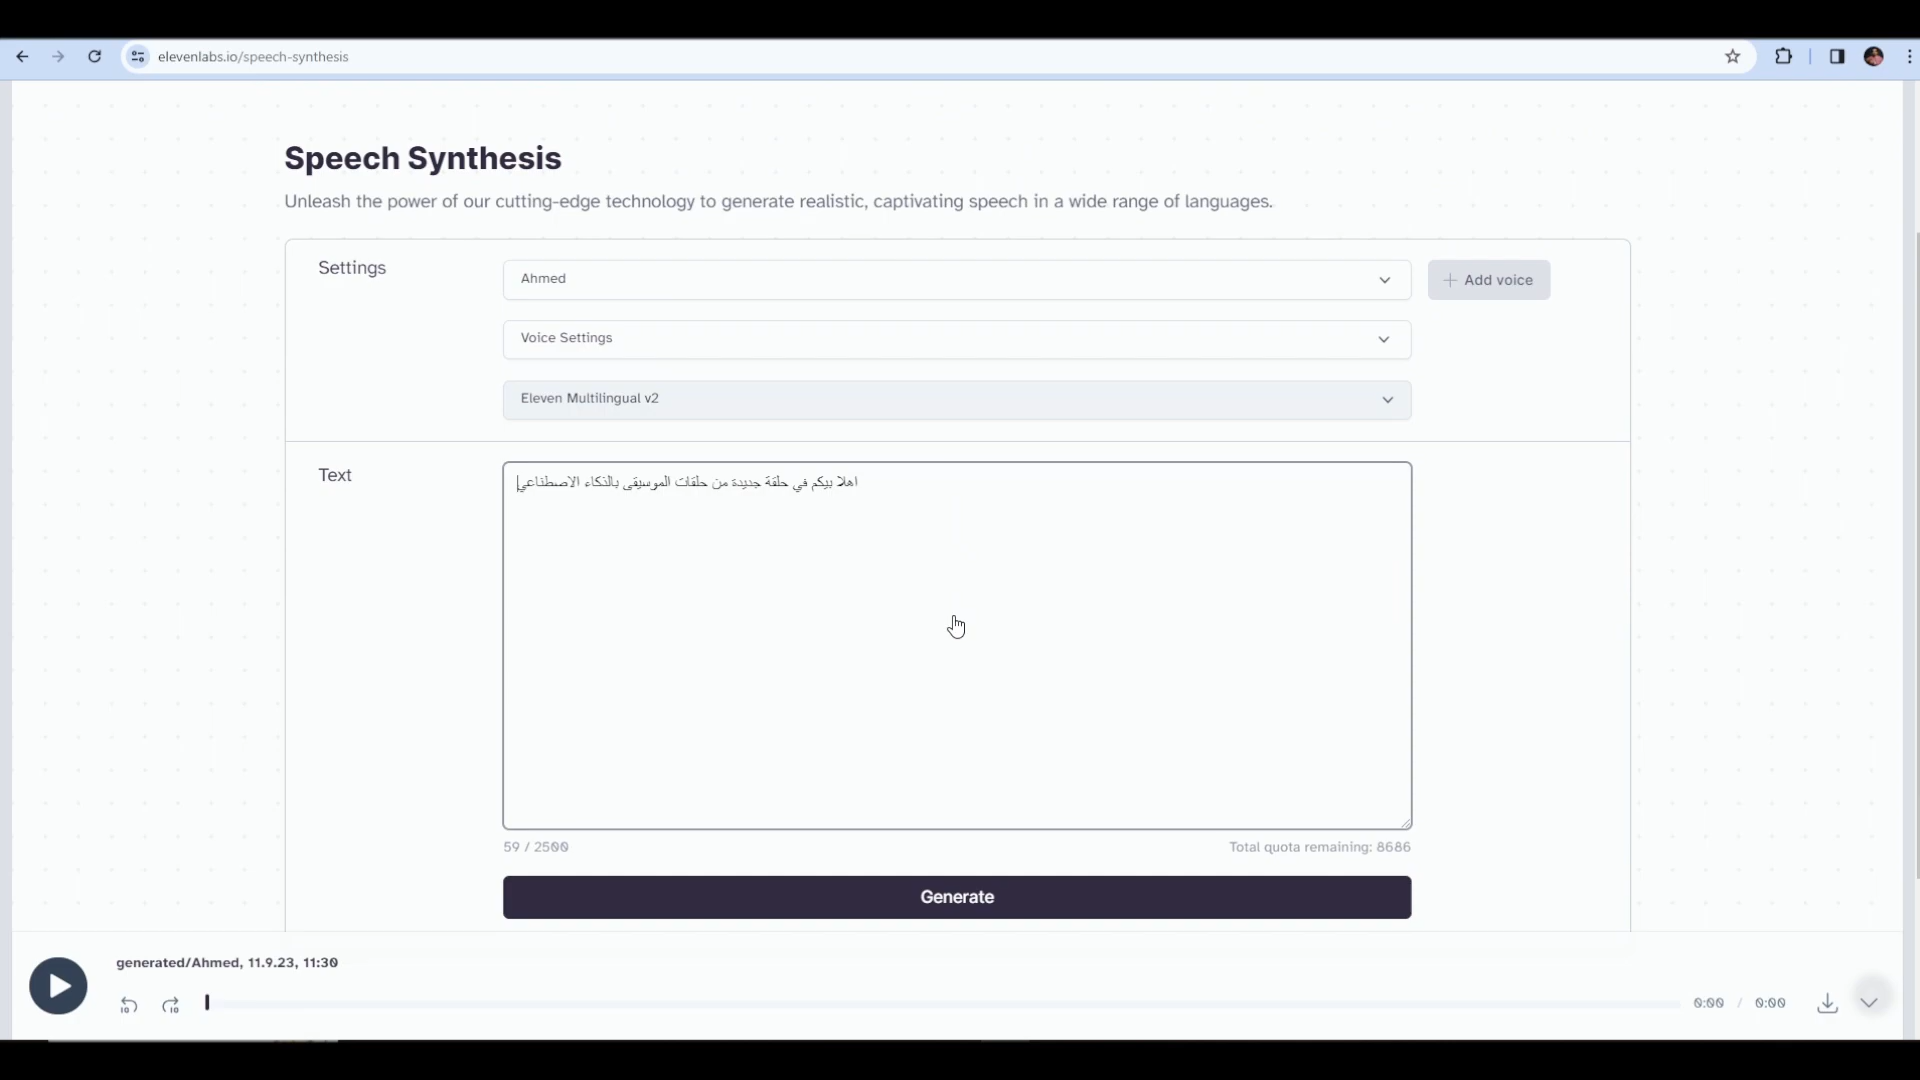 elevenlabs.io/speech-synthesis
Speech Synthesis
Unleash the power of our cutting-edge technology to generate realistic, captivating speech in a wide range of languages.
Settings
Ahmed
+ Add voice
Voice Settings
Eleven Multilingual v2
Text
اهلا بيكم في حلقة جديدة من حلقات الموسيقى بالذكاء الاصطناعي
59 / 2500
Total quota remaining: 8686
Generate
generated/Ahmed, 11.9.23, 11:30
10
10
0:00 / 0:00